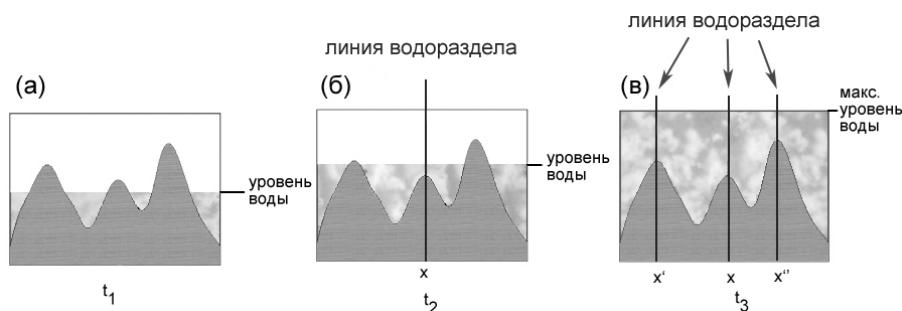 (а)
уровень
воды
t1
линия водораздела
(б)
уровень
воды
x
t2
линия водораздела
(в)
макс.
уровень
воды
x‘ x x‘‘
t3